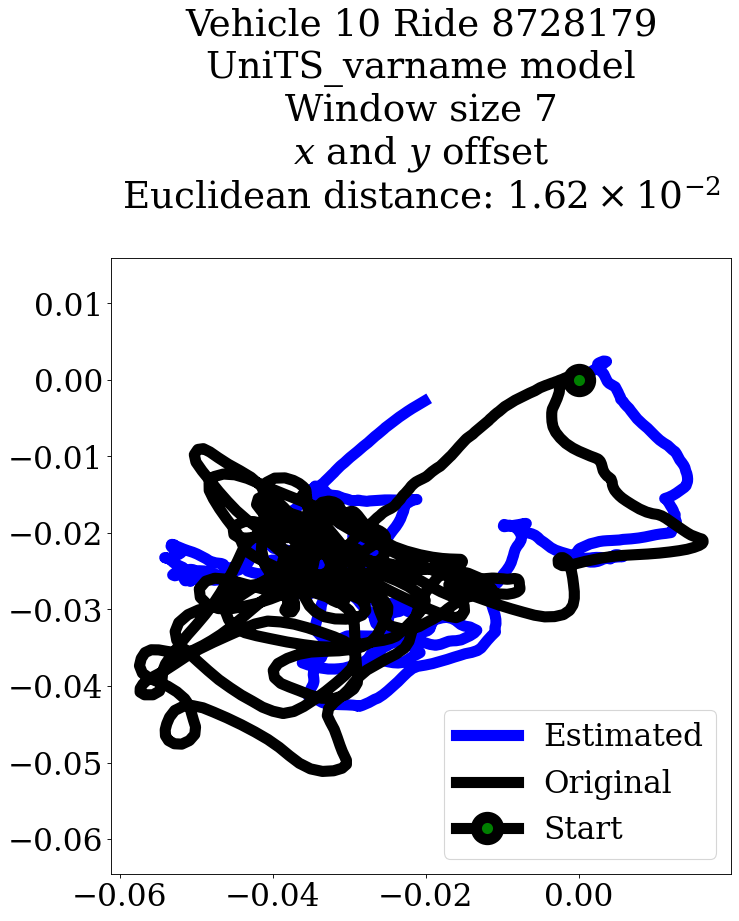 Vehicle 10 Ride 8728179
UniTS_varname model
Window size 7
x and y offset
Euclidean distance: 1.62 × 10⁻²
0.01
0.00
−0.01
−0.02
−0.03
−0.04
−0.05
−0.06
Estimated
Original
Start
−0.06 −0.04 −0.02 0.00